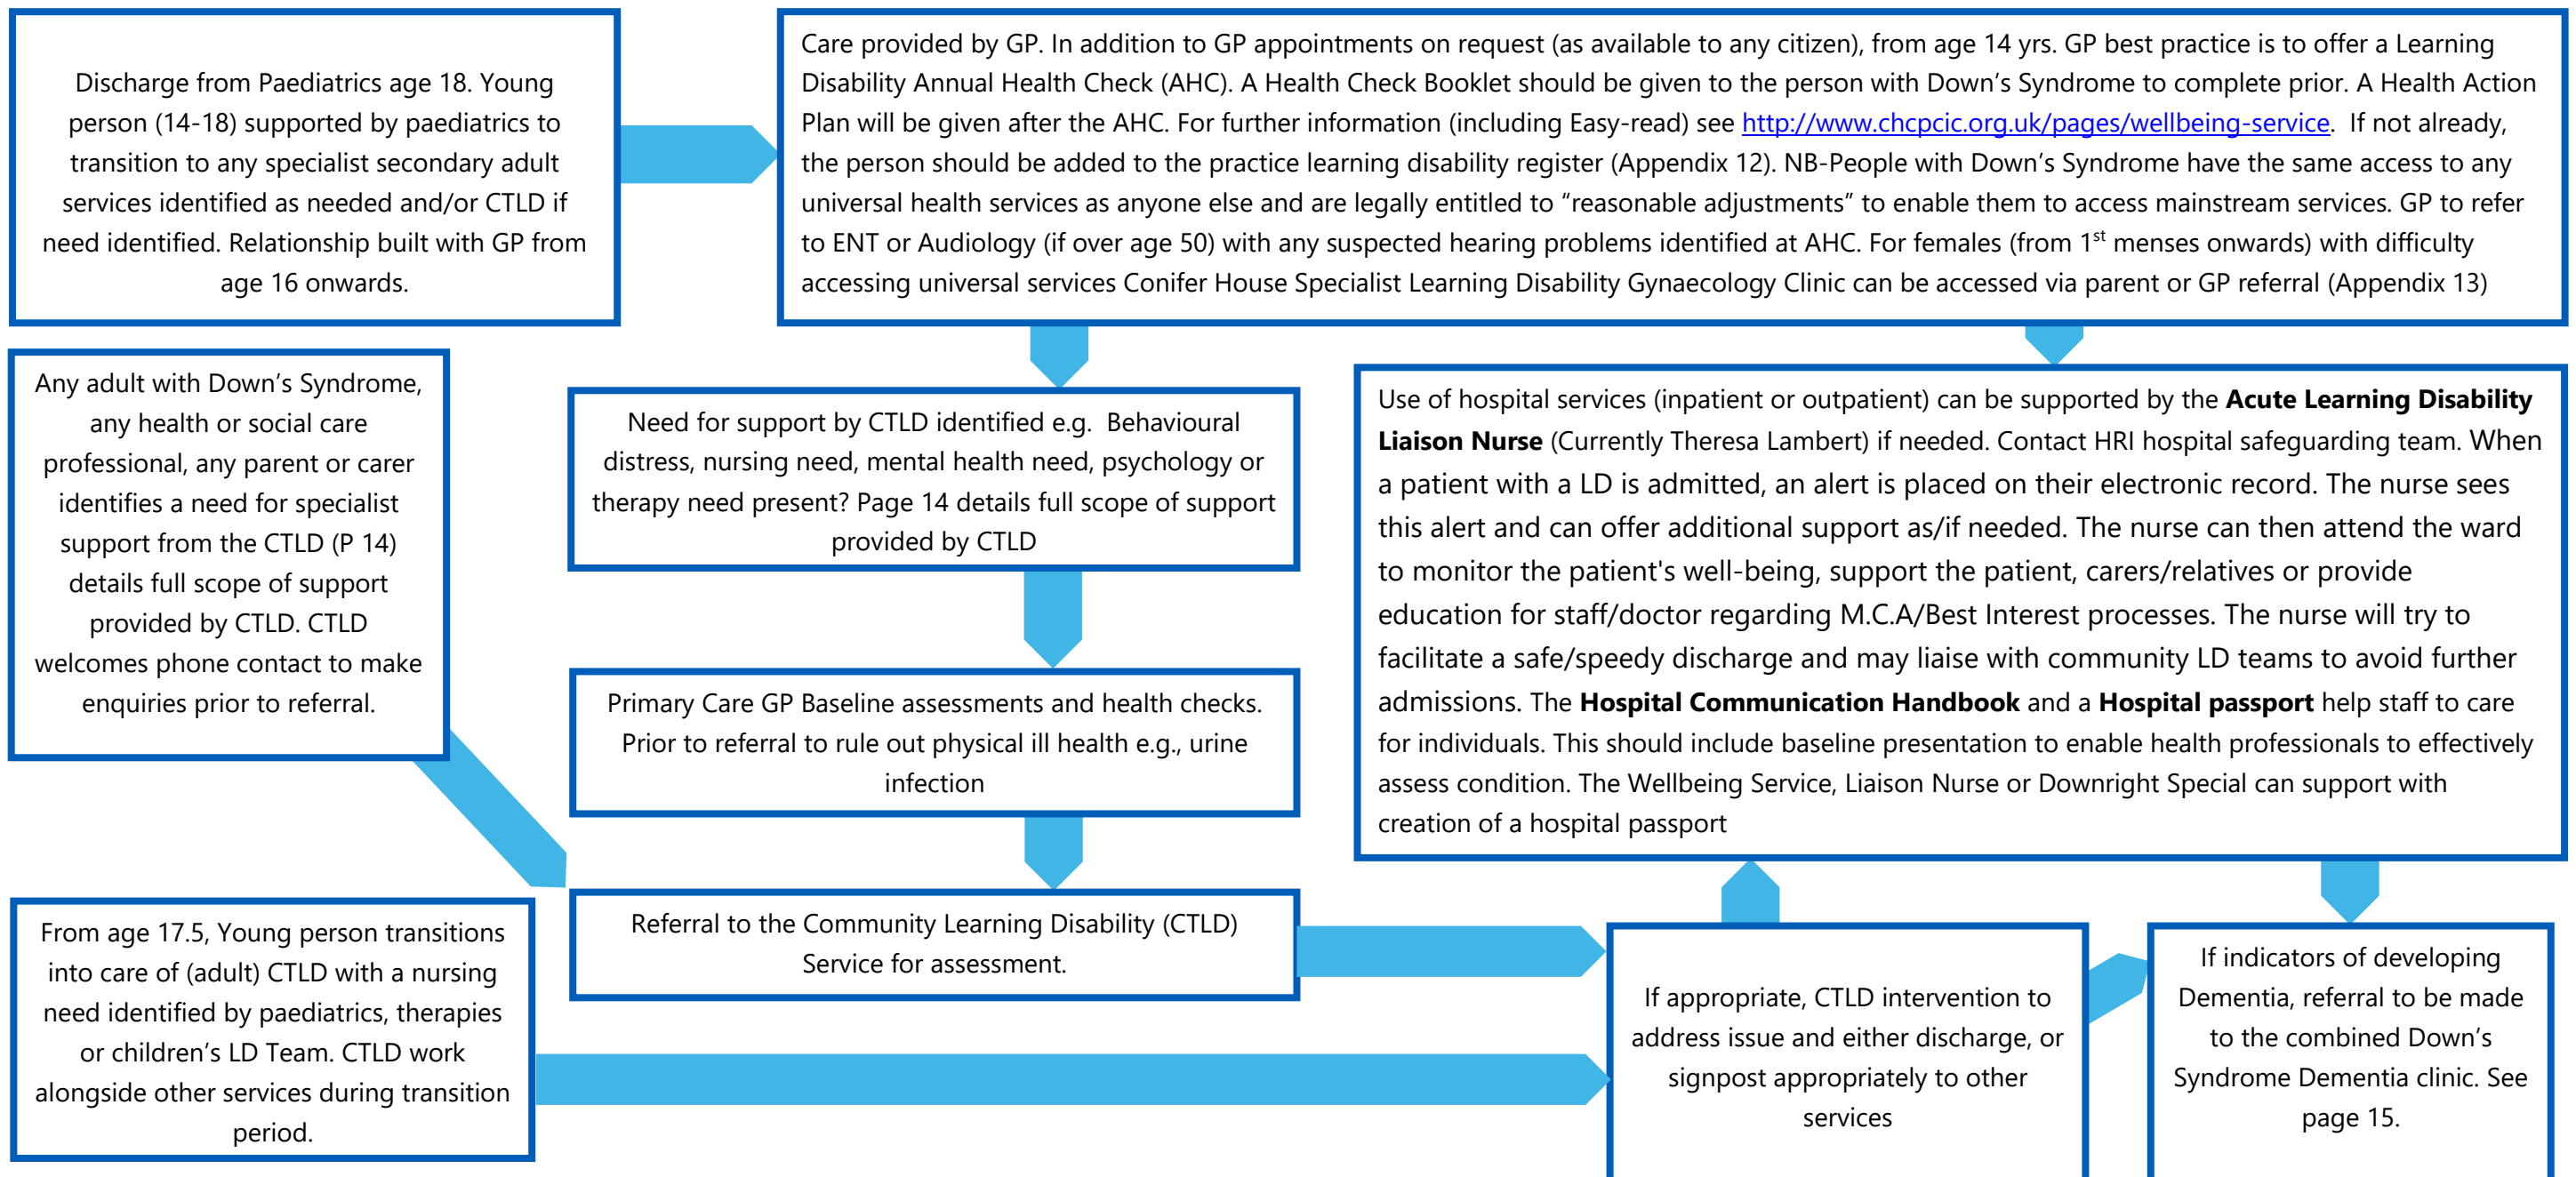 Discharge from Paediatrics age 18. Young
person (14-18) supported by paediatrics to
transition to any specialist secondary adult
services identified as needed and/or CTLD if
need identified. Relationship built with GP from
age 16 onwards.
Care provided by GP. In addition to GP appointments on request (as available to any citizen), from age 14 yrs. GP best practice is to offer a Learning
Disability Annual Health Check (AHC). A Health Check Booklet should be given to the person with Down’s Syndrome to complete prior. A Health Action
Plan will be given after the AHC. For further information (including Easy-read) see http://www.chcpcic.org.uk/pages/wellbeing-service. If not already,
the person should be added to the practice learning disability register (Appendix 12). NB-People with Down’s Syndrome have the same access to any
universal health services as anyone else and are legally entitled to “reasonable adjustments” to enable them to access mainstream services. GP to refer
to ENT or Audiology (if over age 50) with any suspected hearing problems identified at AHC. For females (from 1st menses onwards) with difficulty
accessing universal services Conifer House Specialist Learning Disability Gynaecology Clinic can be accessed via parent or GP referral (Appendix 13)
Any adult with Down’s Syndrome,
any health or social care
professional, any parent or carer
identifies a need for specialist
support from the CTLD (P 14)
details full scope of support
provided by CTLD. CTLD
welcomes phone contact to make
enquiries prior to referral.
Need for support by CTLD identified e.g. Behavioural
distress, nursing need, mental health need, psychology or
therapy need present? Page 14 details full scope of support
provided by CTLD
Use of hospital services (inpatient or outpatient) can be supported by the Acute Learning Disability
Liaison Nurse (Currently Theresa Lambert) if needed. Contact HRI hospital safeguarding team. When
a patient with a LD is admitted, an alert is placed on their electronic record. The nurse sees
this alert and can offer additional support as/if needed. The nurse can then attend the ward
to monitor the patient's well-being, support the patient, carers/relatives or provide
education for staff/doctor regarding M.C.A/Best Interest processes. The nurse will try to
facilitate a safe/speedy discharge and may liaise with community LD teams to avoid further
admissions. The Hospital Communication Handbook and a Hospital passport help staff to care
for individuals. This should include baseline presentation to enable health professionals to effectively
assess condition. The Wellbeing Service, Liaison Nurse or Downright Special can support with
creation of a hospital passport
Primary Care GP Baseline assessments and health checks.
Prior to referral to rule out physical ill health e.g., urine
infection
Referral to the Community Learning Disability (CTLD)
Service for assessment.
From age 17.5, Young person transitions
into care of (adult) CTLD with a nursing
need identified by paediatrics, therapies
or children’s LD Team. CTLD work
alongside other services during transition
period.
If appropriate, CTLD intervention to
address issue and either discharge, or
signpost appropriately to other
services
If indicators of developing
Dementia, referral to be made
to the combined Down’s
Syndrome Dementia clinic. See
page 15.